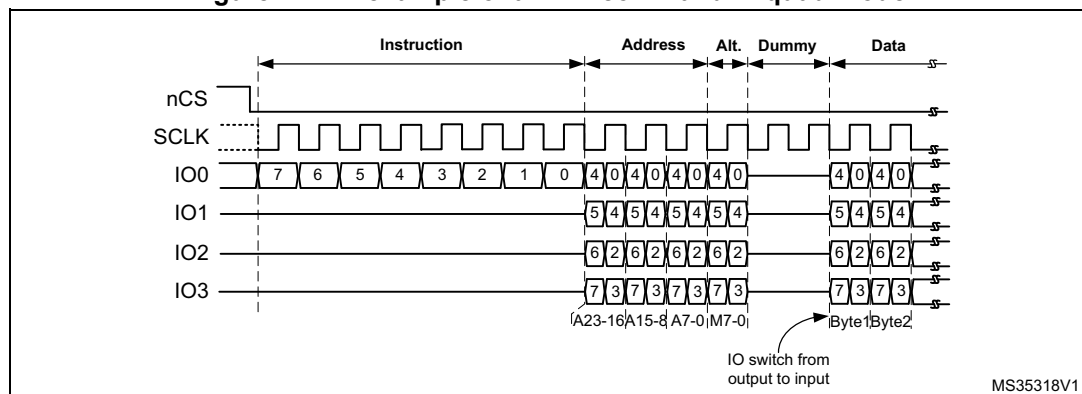 Instruction Address Alt. Dummy Data
nCS
SCLK
IO0 7 6 5 4 3 2 1 0 4 0 4 0 4 0 4 0 4 0 4 0
IO1 5 4 5 4 5 4 5 4 5 4 5 4
IO2 6 2 6 2 6 2 6 2 6 2 6 2
IO3 7 3 7 3 7 3 7 3 7 3 7 3
A23-16 A15-8 A7-0 M7-0 Byte1 Byte2
IO switch from
output to input
MS35318V1